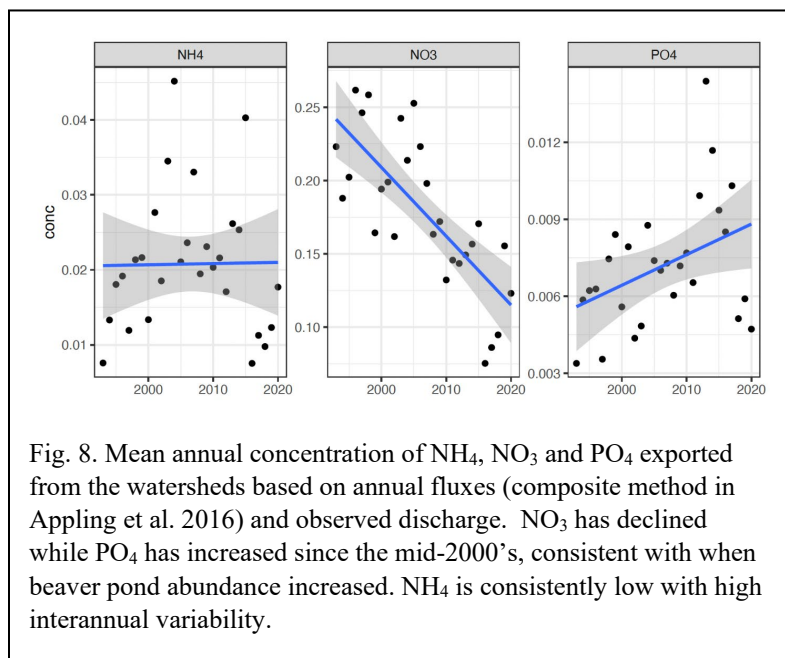 NH4
NO3
PO4
conc
0.04
0.03
0.02
0.01
2000
2010
2020
0.25
0.20
0.15
0.10
2000
2010
2020
0.012
0.009
0.006
0.003
2000
2010
2020
Fig. 8. Mean annual concentration of NH₄, NO₃ and PO₄ exported
from the watersheds based on annual fluxes (composite method in
Appling et al. 2016) and observed discharge. NO₃ has declined
while PO₄ has increased since the mid-2000’s, consistent with when
beaver pond abundance increased. NH₄ is consistently low with high
interannual variability.